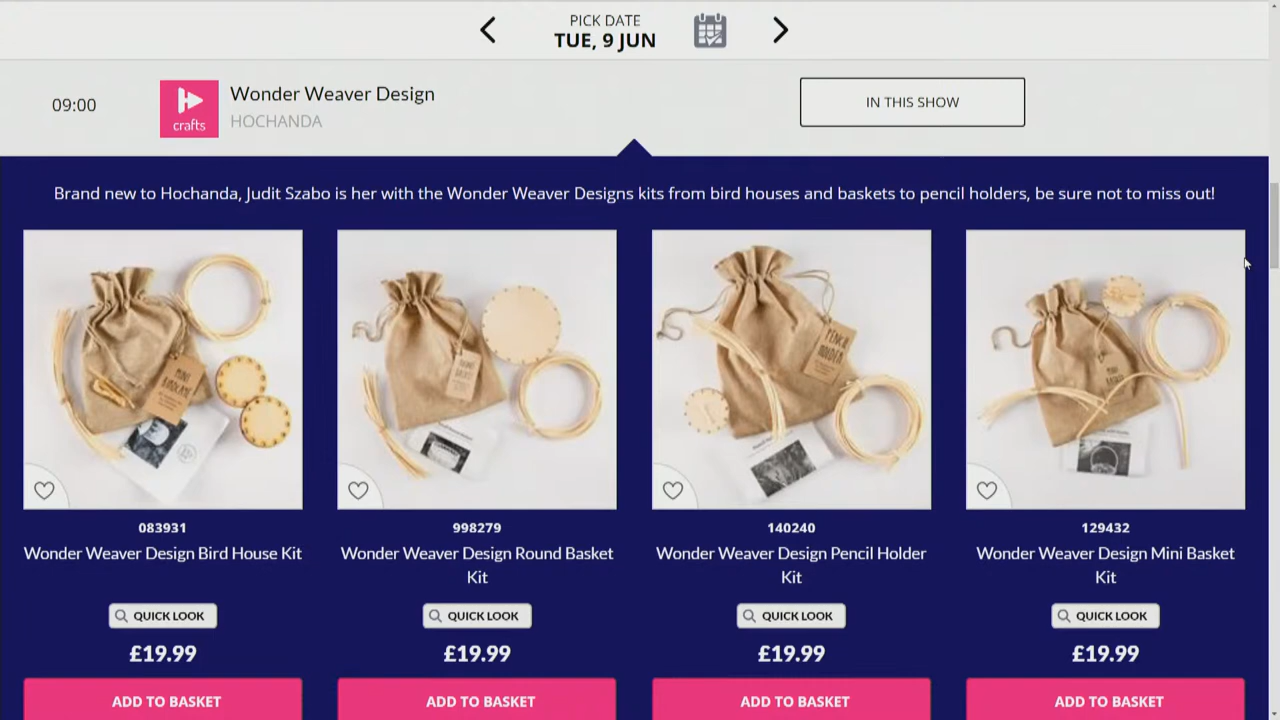 PICK DATE
TUE, 9 JUN
09:00
crafts
Wonder Weaver Design
HOCHANDA
IN THIS SHOW
Brand new to Hochanda, Judit Szabo is her with the Wonder Weaver Designs kits from bird houses and baskets to pencil holders, be sure not to miss out!
PENCIL
HOLDER
083931
998279
140240
129432
Wonder Weaver Design Bird House Kit
Wonder Weaver Design Round Basket
Kit
Wonder Weaver Design Pencil Holder
Kit
Wonder Weaver Design Mini Basket
Kit
QUICK LOOK
QUICK LOOK
QUICK LOOK
QUICK LOOK
£19.99
£19.99
£19.99
£19.99
ADD TO BASKET
ADD TO BASKET
ADD TO BASKET
ADD TO BASKET